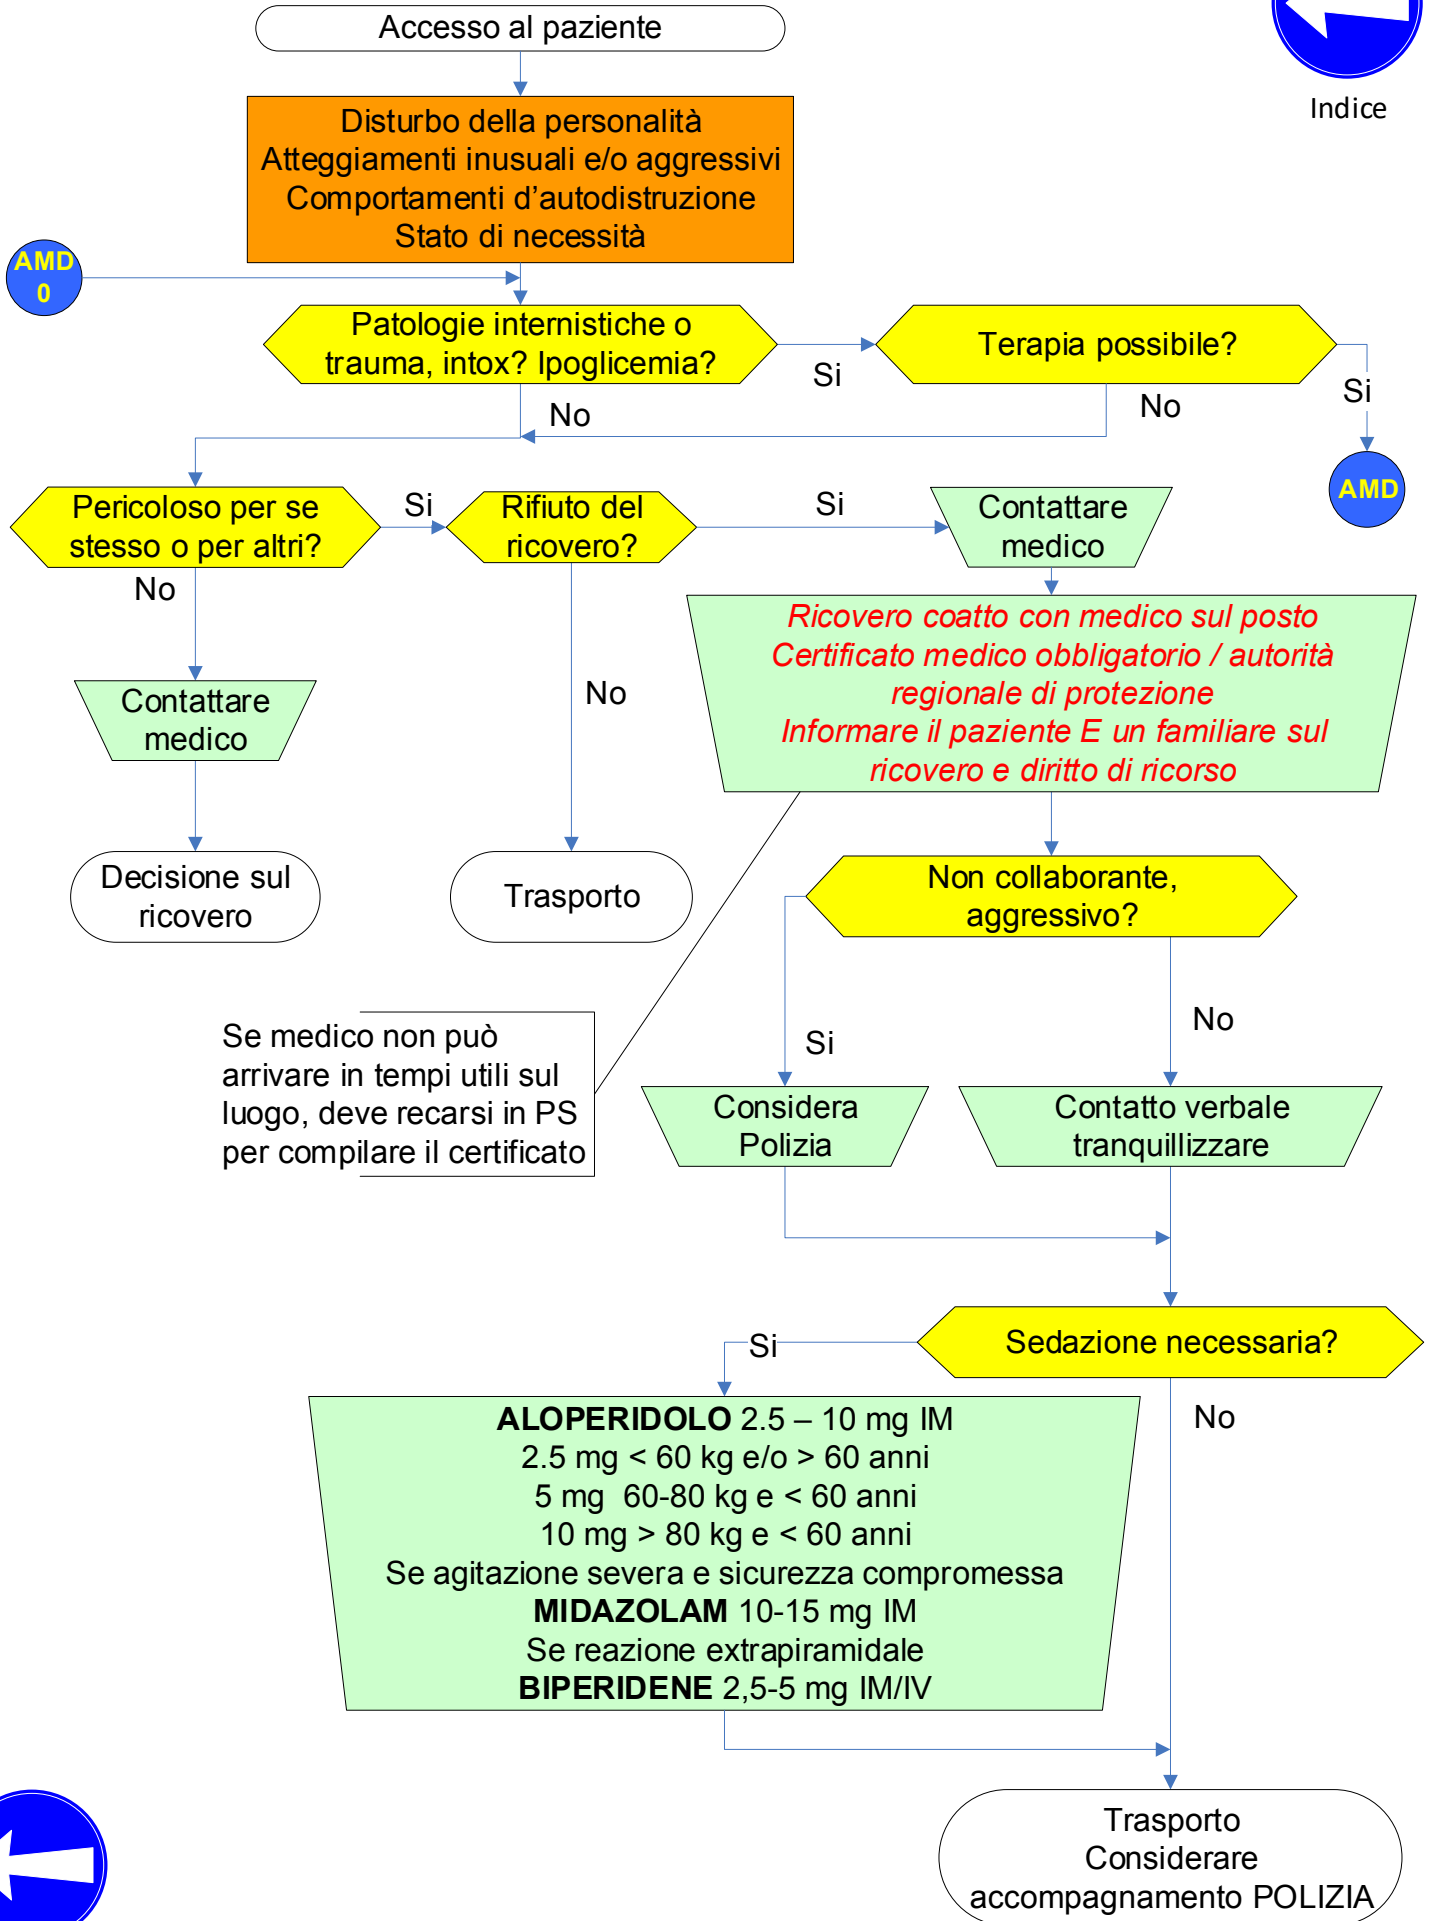 Accesso al paziente
Indice
Disturbo della personalità
Atteggiamenti inusuali e/o aggressivi
Comportamenti d'autodistruzione
Stato di necessità
AMD
0
Patologie internistiche o
trauma, intox? Ipoglicemia?
Si
Terapia possibile?
Si
No
No
AMD
Pericoloso per se
stesso o per altri?
Si
Rifiuto del
ricovero?
Si
Contattare
medico
No
Ricovero coatto con medico sul posto
Certificato medico obbligatorio / autorità
regionale di protezione
Informare il paziente E un familiare sul
ricovero e diritto di ricorso
No
Contattare
medico
Decisione sul
ricovero
Trasporto
Non collaborante,
aggressivo?
Se medico non può
arrivare in tempi utili sul
luogo, deve recarsi in PS
per compilare il certificato
Si
No
Considera
Polizia
Contatto verbale
tranquillizzare
Sedazione necessaria?
Si
No
ALOPERIDOLO 2.5 – 10 mg IM
2.5 mg < 60 kg e/o > 60 anni
5 mg  60-80 kg e < 60 anni
10 mg > 80 kg e < 60 anni
Se agitazione severa e sicurezza compromessa
MIDAZOLAM 10-15 mg IM
Se reazione extrapiramidale
BIPERIDENE 2,5-5 mg IM/IV
Trasporto
Considerare
accompagnamento POLIZIA